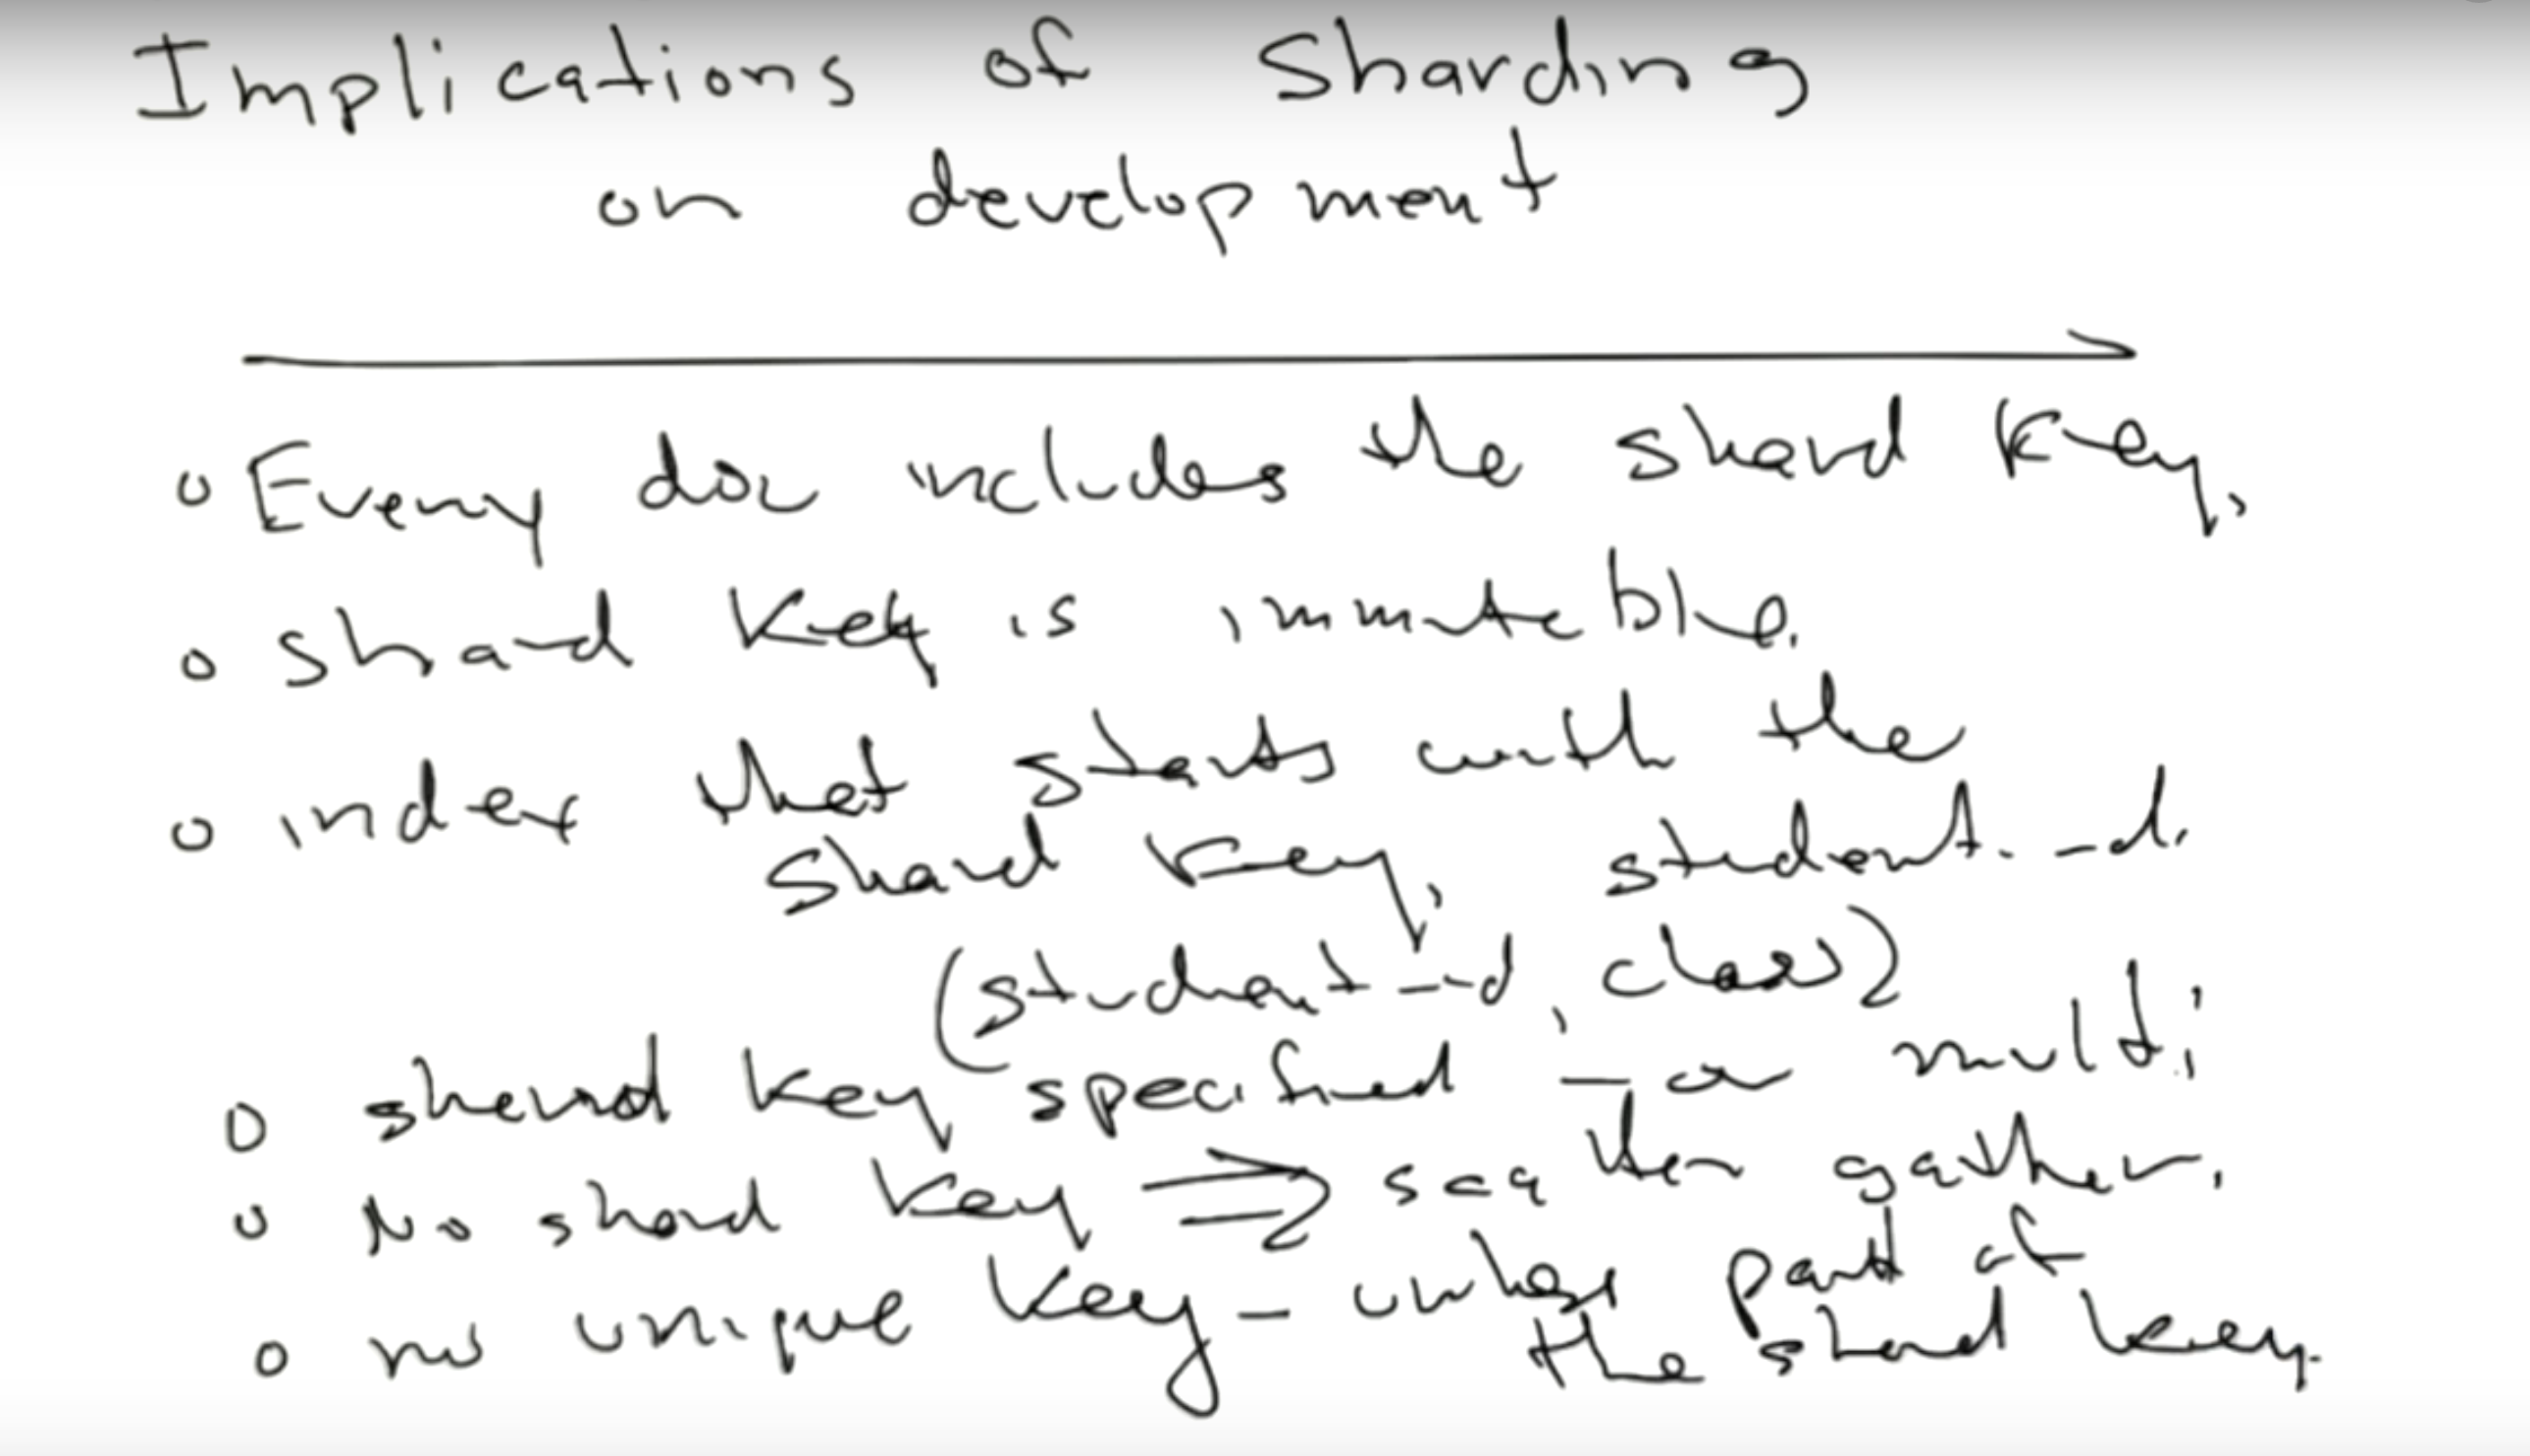 Implications of Sharding
on development
Every doc includes the shard key.
shard key is immutable.
index that starts with the
shard key. student_id.
(student_id, class)
shard key specified - or multi
No shard key => scatter gather.
no unique key - unless part of
the shard key.